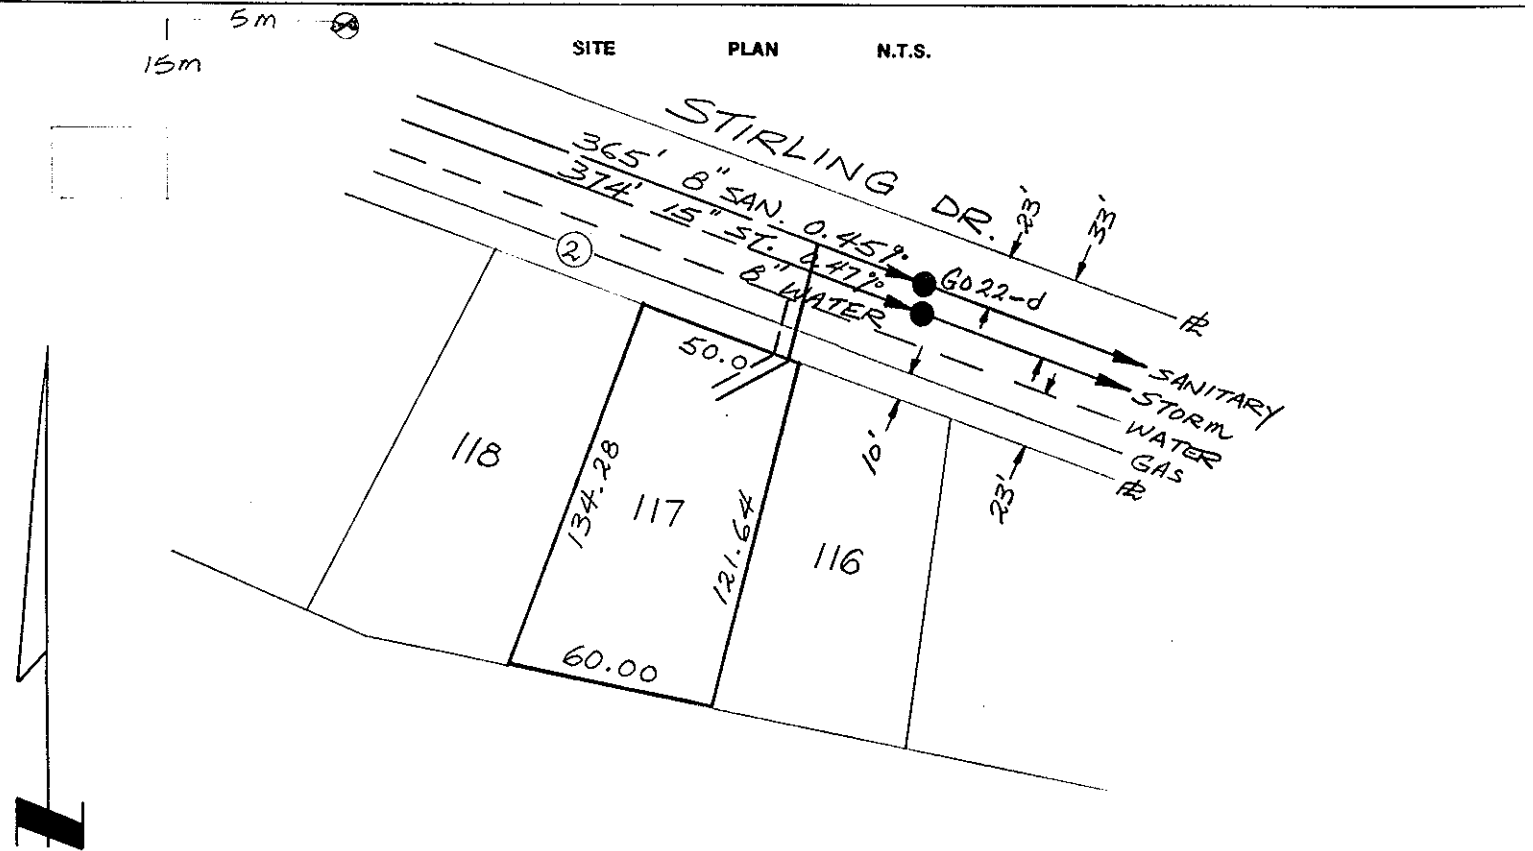 5m
15m
SITE PLAN N.T.S.
STIRLING DR.
23'
33'
365' 8" SAN. 0.45%
374' 15" ST. 0.47%
8" WATER
G022-d
2
50.0
PL
SANITARY
STORM
WATER
GAS
PL
10'
23'
118
134.28
117
121.64
116
60.00